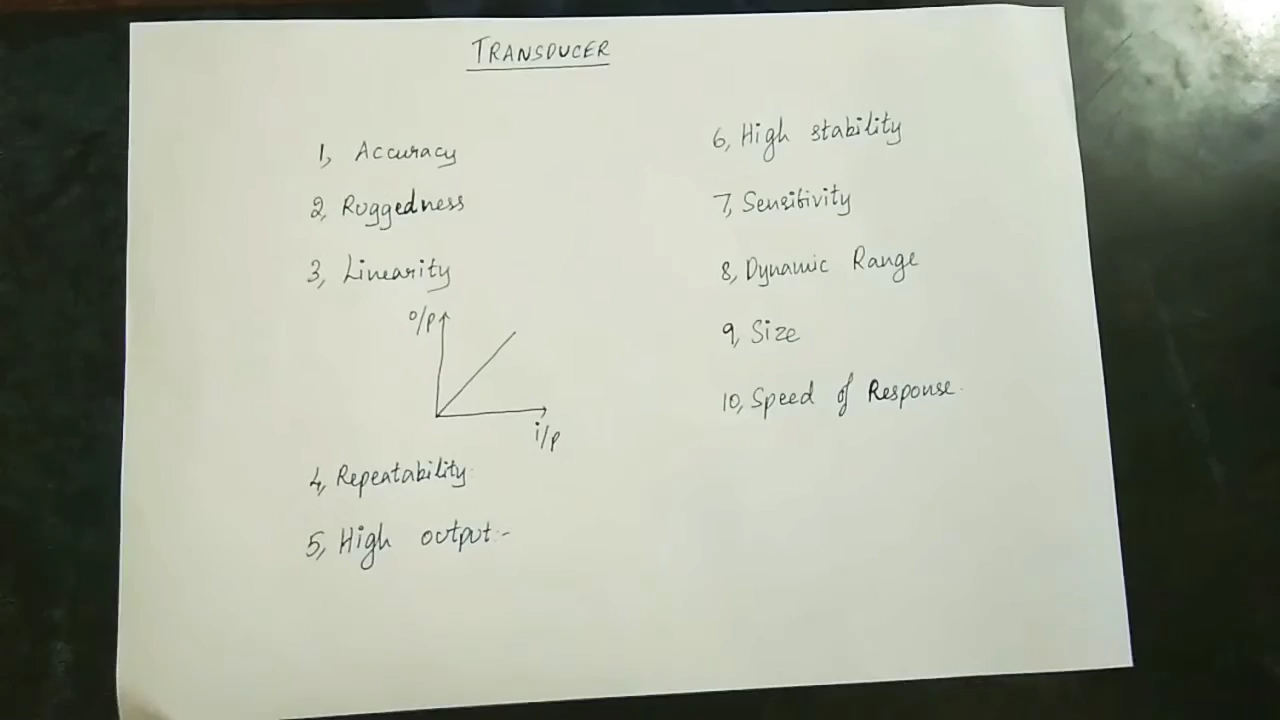 TRANSDUCER
1, Accuracy
2, Ruggedness
3, Linearity
o/p
i/p
4, Repeatability
5, High output:-
6, High stability
7, Sensitivity
8, Dynamic Range
9, Size
10, Speed of Response.